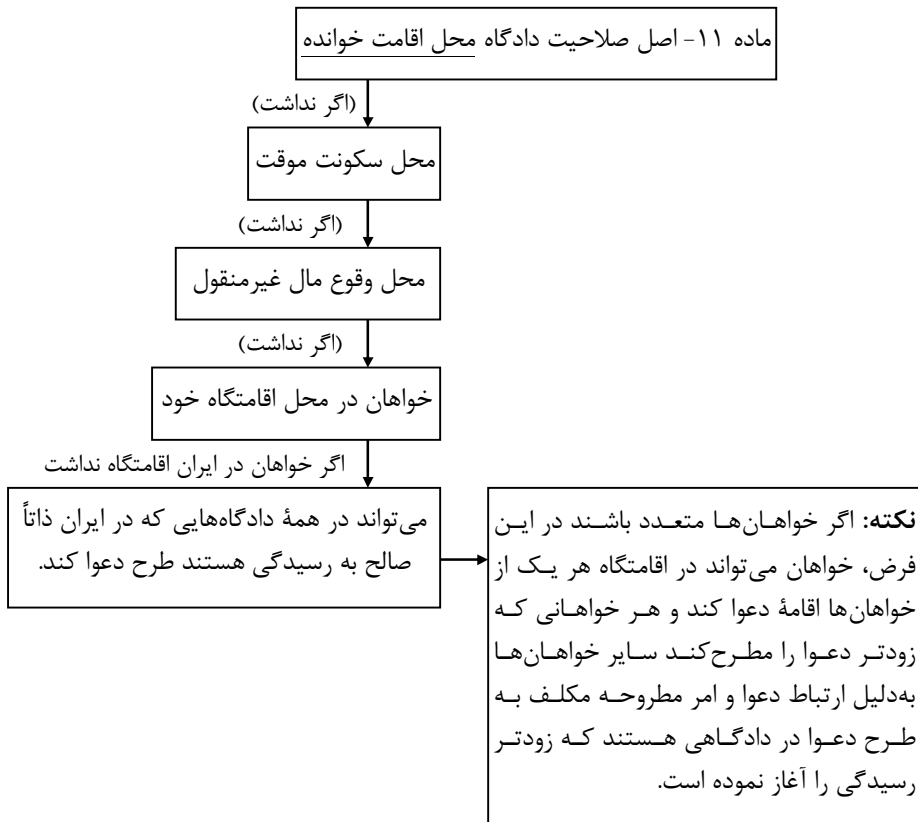 ماده ۱۱- اصل صلاحیت دادگاه محل اقامت خوانده
(اگر نداشت)
محل سکونت موقت
(اگر نداشت)
محل وقوع مال غیرمنقول
(اگر نداشت)
خواهان در محل اقامتگاه خود
اگر خواهان در ایران اقامتگاه نداشت
می‌تواند در همهٔ دادگاه‌هایی که در ایران ذاتاً
صالح به رسیدگی هستند طرح دعوا کند.
نکته: اگر خواهان‌ها متعدد باشند در این
فرض، خواهان می‌تواند در اقامتگاه هر یک از
خواهان‌ها اقامهٔ دعوا کند و هر خواهانی که
زودتر دعوا را مطرح‌کند سایر خواهان‌ها
به‌دلیل ارتباط دعوا و امر مطروحه مکلف به
طرح دعوا در دادگاهی هستند که زودتر
رسیدگی را آغاز نموده است.